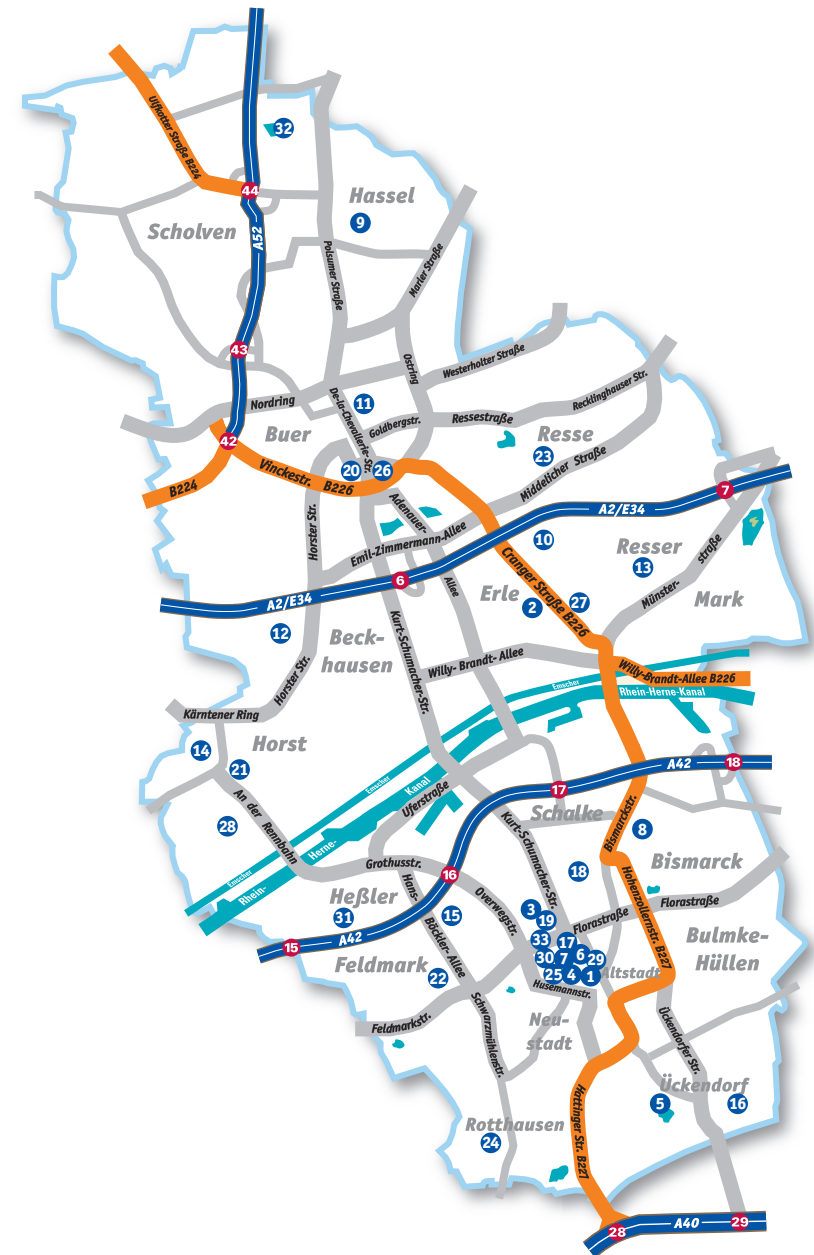 Ulfkotter Straße B224
32
44
Hassel
9
Scholven
A52
Polsumer Straße
Marler Straße
43
Ostring
Westerholter Straße
Nordring
De-la-Chevallerie-Str.
11
Goldbergstr.
Ressestraße
Recklinghauser Str.
42
Buer
Resse
23
Vinckestr. B226
20
26
B224
Middelicher Straße
7
Adenauer-
Allee
Horster Str.
Emil-Zimmermann-Allee
A2/E34
10
Resser
Mark
13
Münster-
straße
6
A2/E34
Cranger Straße B226
Erle
2
27
12
Beck-
hausen
Kurt-Schumacher-Str.
Horster Str.
Willy- Brandt- Allee
Willy-Brandt-Allee B226
Emscher
Rhein-Herne-Kanal
Kärntener Ring
14
Horst
21
A42
18
17
Emscher
Kanal
Uferstraße
An der Rennbahn
28
Herne-
Schalke
Kurt-Schumacher-Str.
Bismarckstr.
8
Bismarck
Grothusstr.
16
18
Emscher
Rhein-
Heßler
31
Hans-
Böckler- Allee
15
Overwegstr.
3
19
Hohenzollernstr. B227
Florastraße
Florastraße
15
A42
33
17
Bulmke-
Hüllen
30
7
6
29
Feldmark
22
25
4
1
Altstadt
Husemannstr.
Feldmarkstr.
Schwarzmühlenstr.
Neu-
stadt
Ückendorfer Str.
Ückendorf
5
16
Rotthausen
24
Hattinger Str. B227
28
A40
29